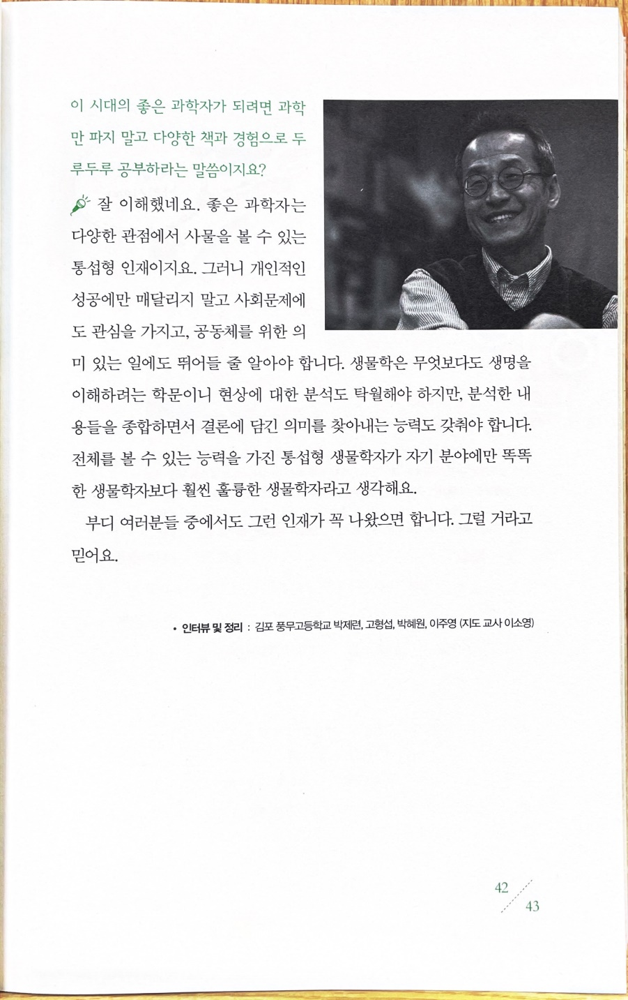 이 시대의 좋은 과학자가 되려면 과학
만 파지 말고 다양한 책과 경험으로 두
루두루 공부하라는 말씀이지요?
잘 이해했네요. 좋은 과학자는
다양한 관점에서 사물을 볼 수 있는
통섭형 인재이지요. 그러니 개인적인
성공에만 매달리지 말고 사회문제에
도 관심을 가지고, 공동체를 위한 의
미 있는 일에도 뛰어들 줄 알아야 합니다. 생물학은 무엇보다도 생명을
이해하려는 학문이니 현상에 대한 분석도 탁월해야 하지만, 분석한 내
용들을 종합하면서 결론에 담긴 의미를 찾아내는 능력도 갖춰야 합니다.
전체를 볼 수 있는 능력을 가진 통섭형 생물학자가 자기 분야에만 똑똑
한 생물학자보다 훨씬 훌륭한 생물학자라고 생각해요.
부디 여러분들 중에서도 그런 인재가 꼭 나왔으면 합니다. 그럴 거라고
믿어요.
• 인터뷰 및 정리 : 김포 풍무고등학교 박제련, 고형섭, 박혜원, 이주영 (지도 교사 이소영)
42
43